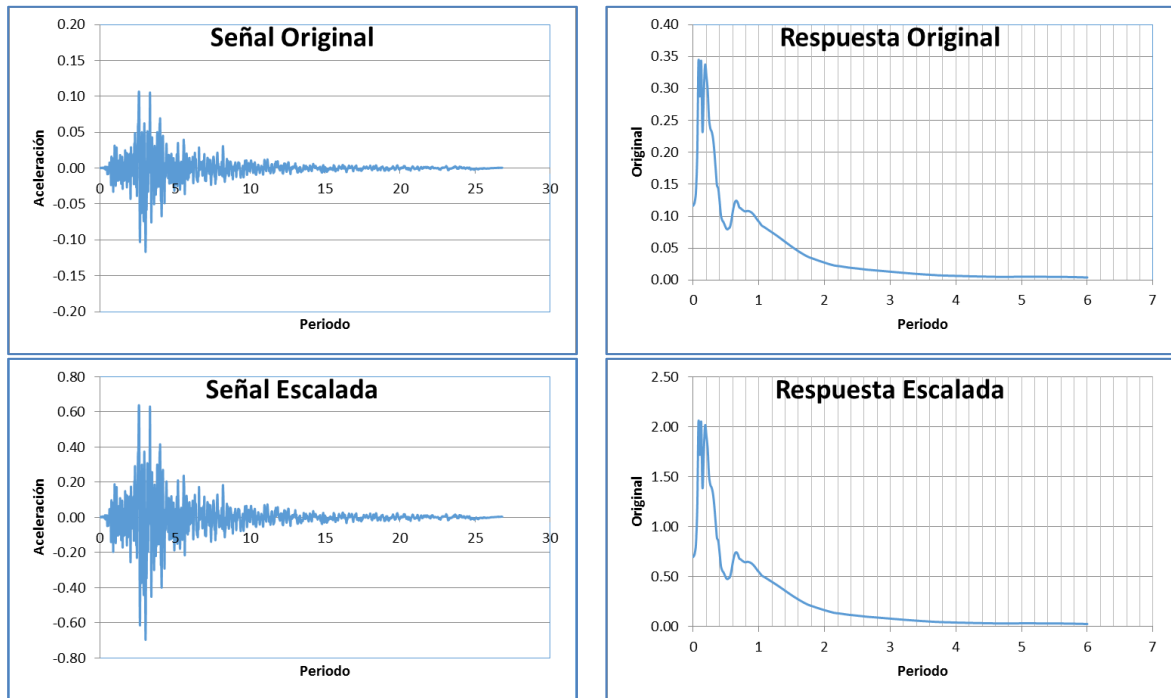 Señal Original
Aceleración
0.20
0.15
0.10
0.05
0.00
-0.05
-0.10
-0.15
-0.20
0 5 10 15 20 25 30
Periodo
Respuesta Original
Original
0.40
0.35
0.30
0.25
0.20
0.15
0.10
0.05
0.00
0 1 2 3 4 5 6 7
Periodo
Señal Escalada
Aceleración
0.80
0.60
0.40
0.20
0.00
-0.20
-0.40
-0.60
-0.80
0 5 10 15 20 25 30
Periodo
Respuesta Escalada
Original
2.50
2.00
1.50
1.00
0.50
0.00
0 1 2 3 4 5 6 7
Periodo